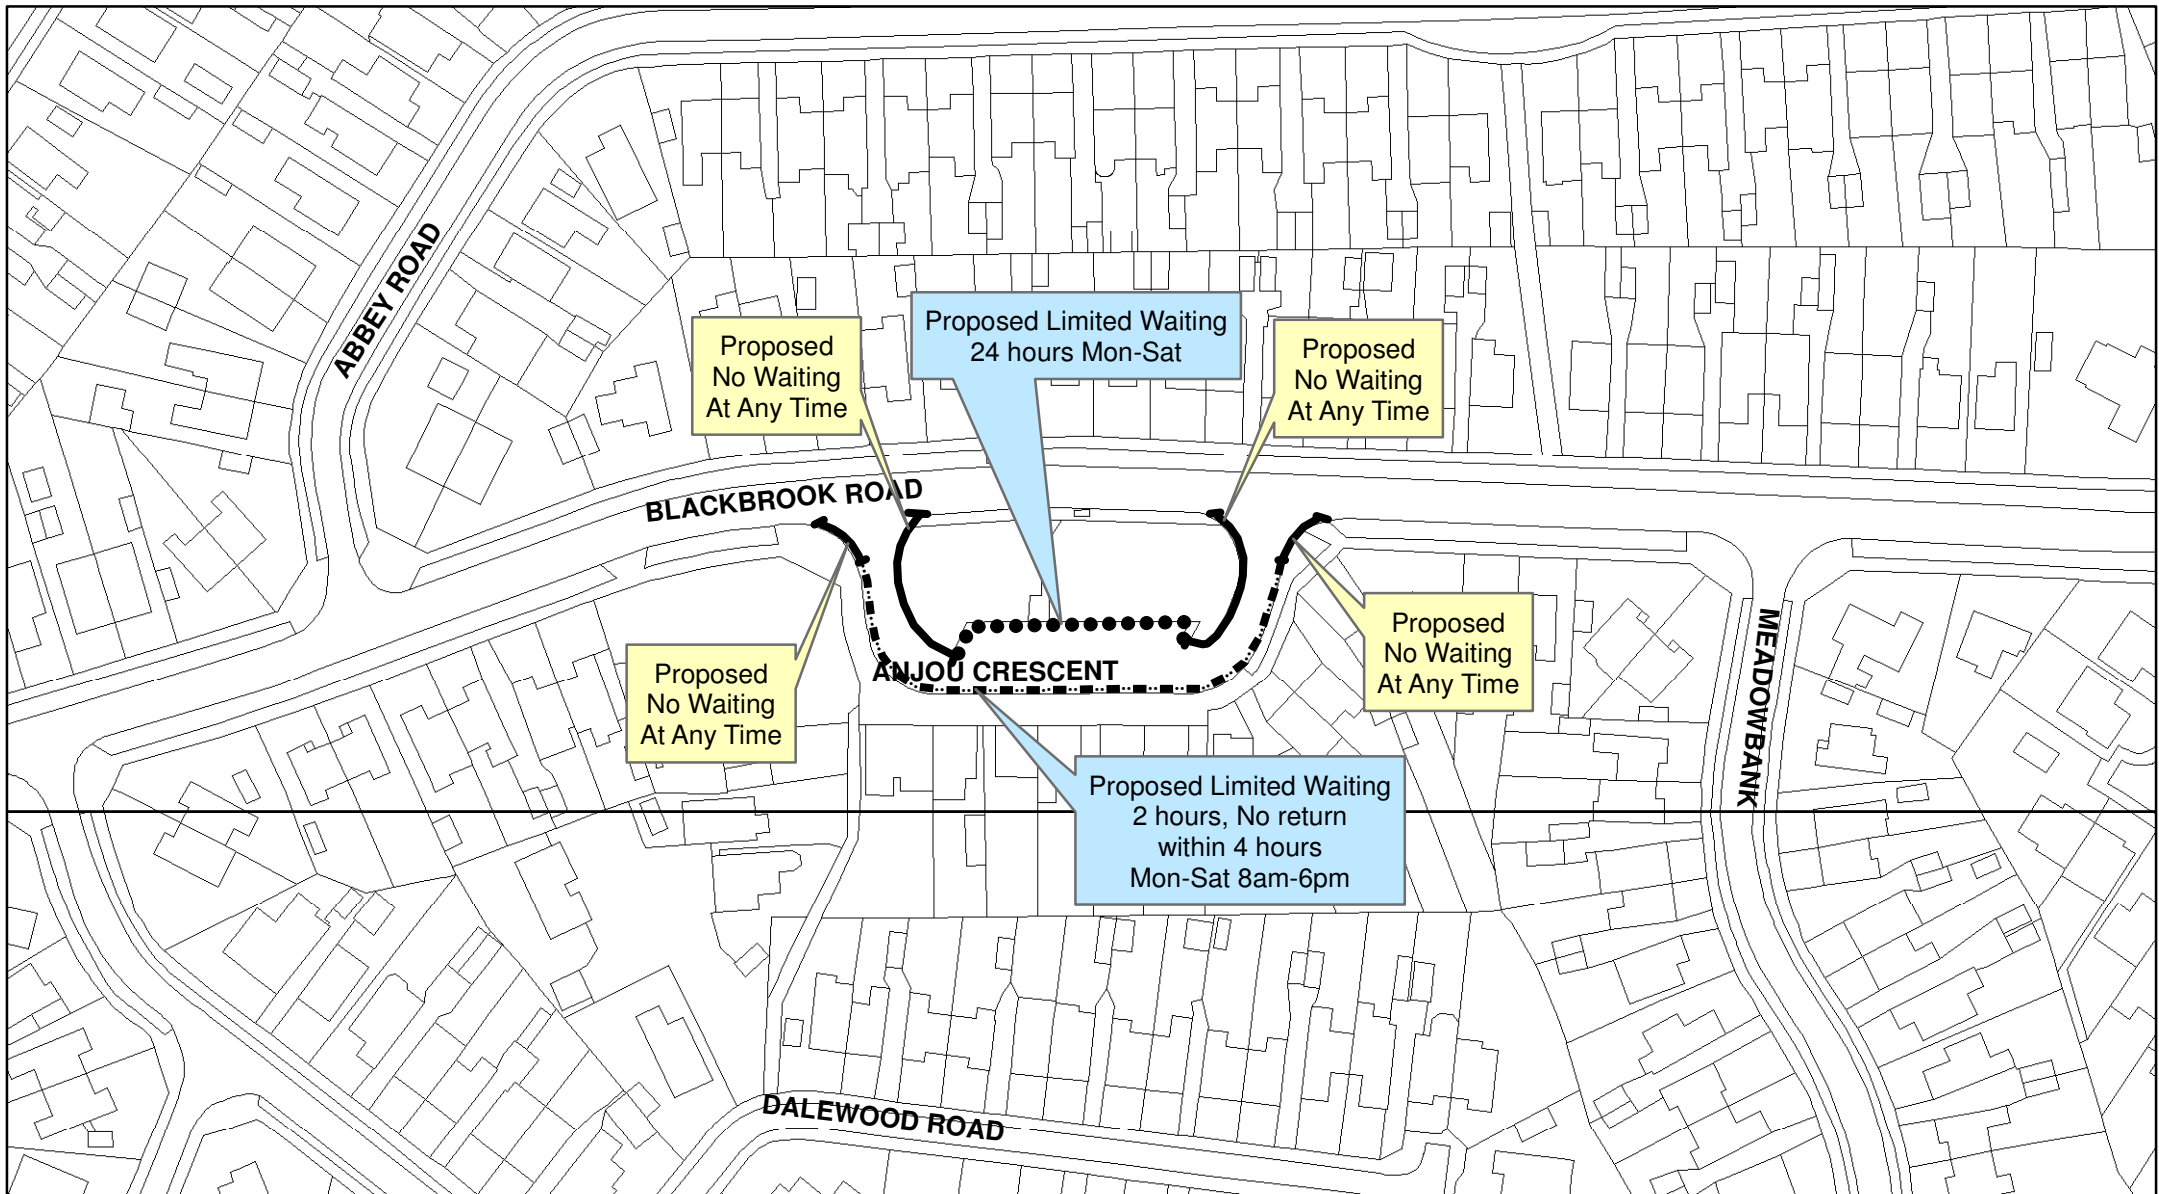 ABBEY ROAD
Proposed Limited Waiting
24 hours Mon-Sat
Proposed
No Waiting
At Any Time
Proposed
No Waiting
At Any Time
BLACKBROOK ROAD
ANJOU CRESCENT
Proposed
No Waiting
At Any Time
Proposed
No Waiting
At Any Time
MEADOWBANK
Proposed Limited Waiting
2 hours, No return
within 4 hours
Mon-Sat 8am-6pm
DALEWOOD ROAD